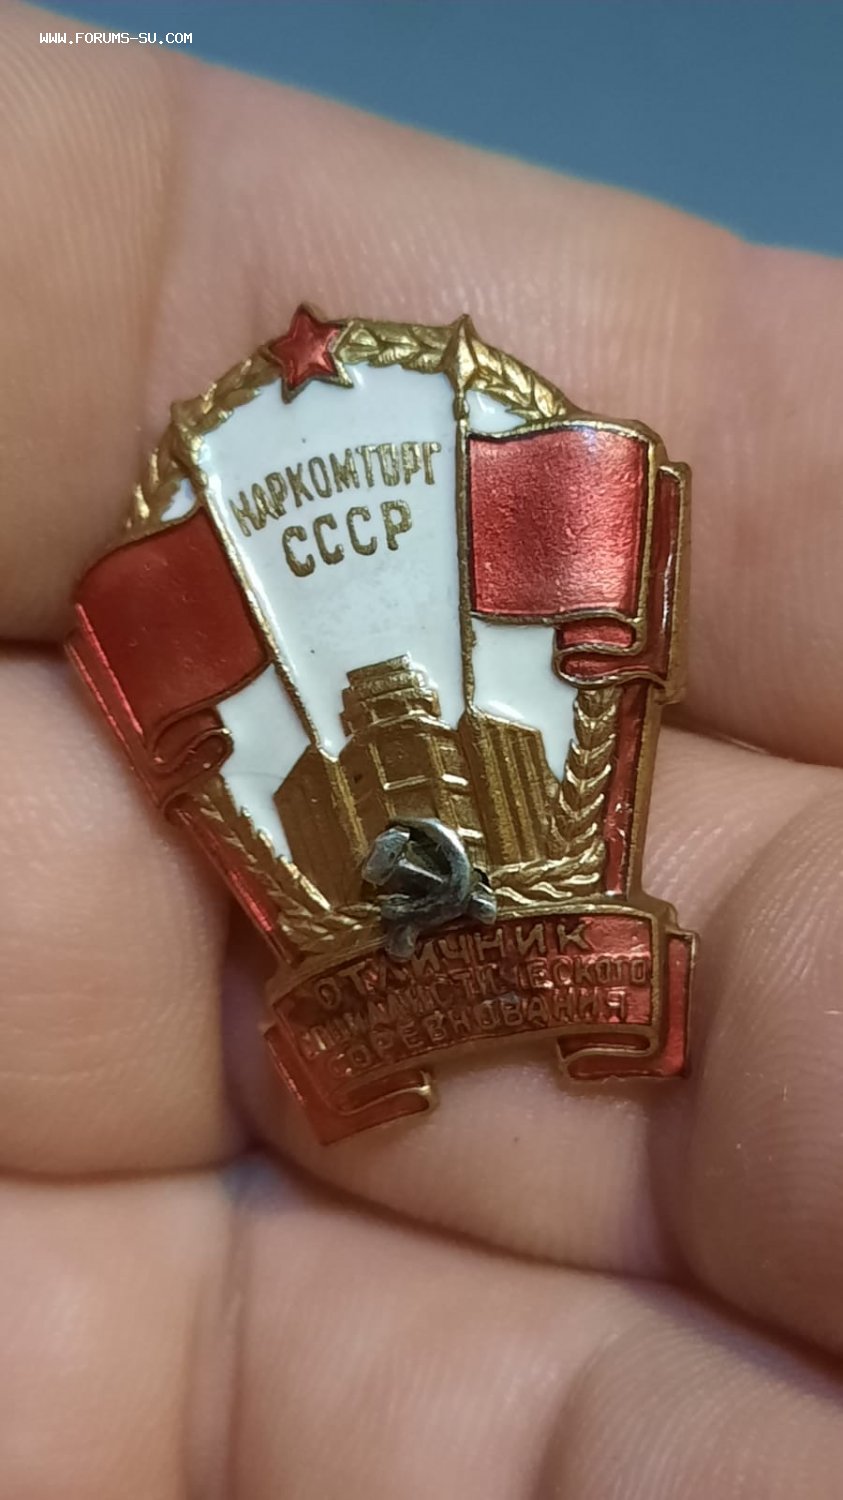 WWW.FORUMS-SU.COM
НАРКОМТОРГ
СССР
ОТЛИЧНИК
СОЦИАЛИСТИЧЕСКОГО
СОРЕВНОВАНИЯ